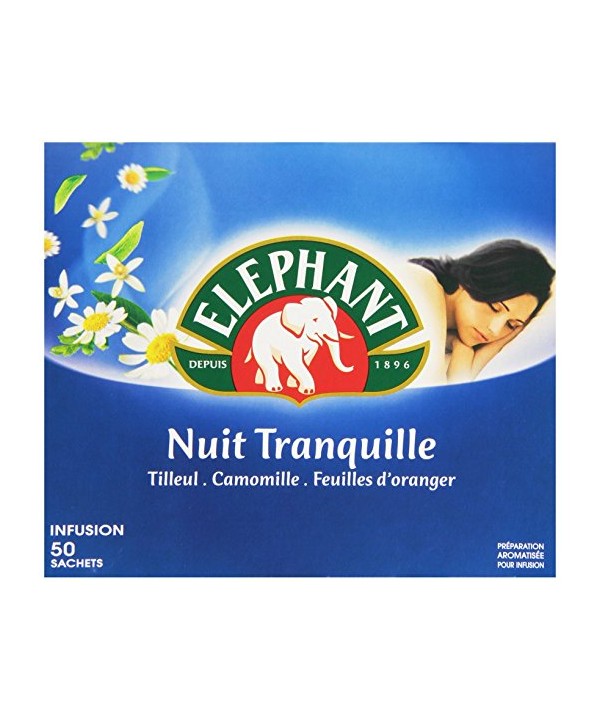 ELEPHANT
DEPUIS 1896
Nuit Tranquille
Tilleul . Camomille . Feuilles d'oranger
INFUSION
50
SACHETS
PRÉPARATION
AROMATISÉE
POUR INFUSION